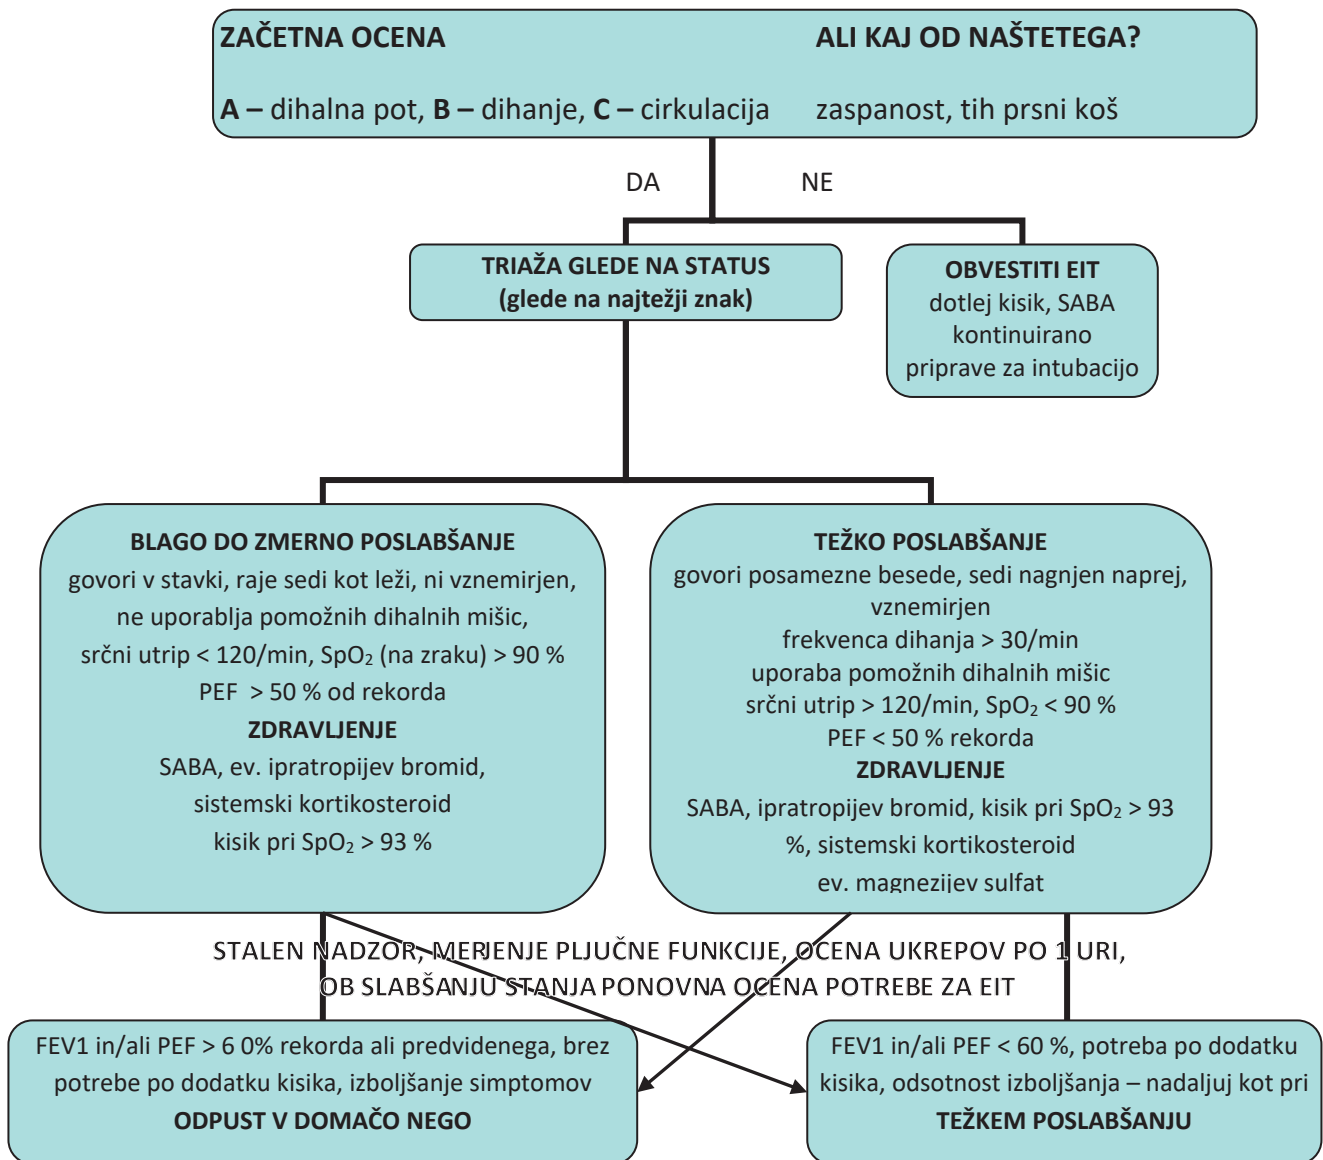 ZAČETNA OCENA ALI KAJ OD NAŠTETEGA?
A – dihalna pot, B – dihanje, C – cirkulacija zaspanost, tih prsni koš
DA NE
TRIAŽA GLEDE NA STATUS
(glede na najtežji znak)
OBVESTITI EIT
dotlej kisik, SABA
kontinuirano
priprave za intubacijo
BLAGO DO ZMERNO POSLABŠANJE
govori v stavki, raje sedi kot leži, ni vznemirjen,
ne uporablja pomožnih dihalnih mišic,
srčni utrip < 120/min, SpO₂ (na zraku) > 90 %
PEF > 50 % od rekorda
ZDRAVLJENJE
SABA, ev. ipratropijev bromid,
sistemski kortikosteroid
kisik pri SpO₂ > 93 %
TEŽKO POSLABŠANJE
govori posamezne besede, sedi nagnjen naprej,
vznemirjen
frekvenca dihanja > 30/min
uporaba pomožnih dihalnih mišic
srčni utrip > 120/min, SpO₂ < 90 %
PEF < 50 % rekorda
ZDRAVLJENJE
SABA, ipratropijev bromid, kisik pri SpO₂ > 93
%, sistemski kortikosteroid
ev. magnezijev sulfat
STALEN NADZOR, MERJENJE PLJUČNE FUNKCIJE, OCENA UKREPOV PO 1 URI,
OB SLABŠANJU STANJA PONOVNA OCENA POTREBE ZA EIT
FEV1 in/ali PEF > 6 0% rekorda ali predvidenega, brez
potrebe po dodatku kisika, izboljšanje simptomov
ODPUST V DOMAČO NEGO
FEV1 in/ali PEF < 60 %, potreba po dodatku
kisika, odsotnost izboljšanja – nadaljuj kot pri
TEŽKEM POSLABŠANJU